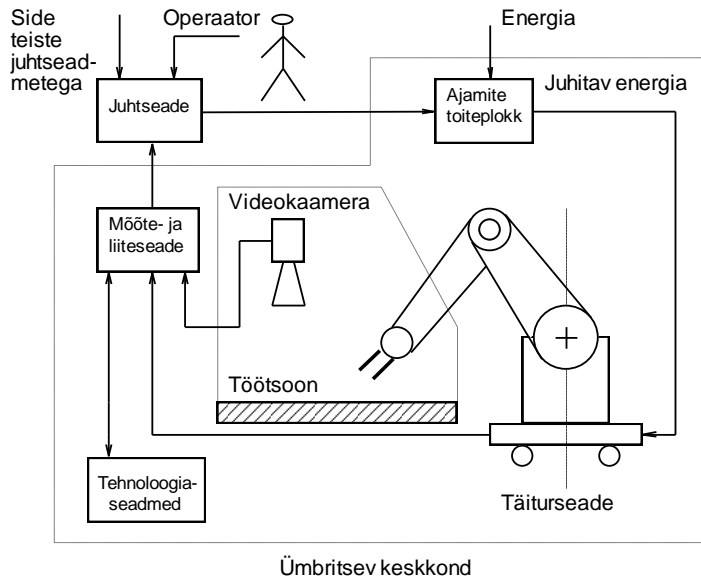 Side
teiste
juhtsead-
metega
Operaator
Energia
Juhtseade
Ajamite
toiteplokk
Juhitav energia
Mõõte- ja
liiteseade
Videokaamera
Töötsoon
Tehnoloogia-
seadmed
Täiturseade
Ümbritsev keskkond